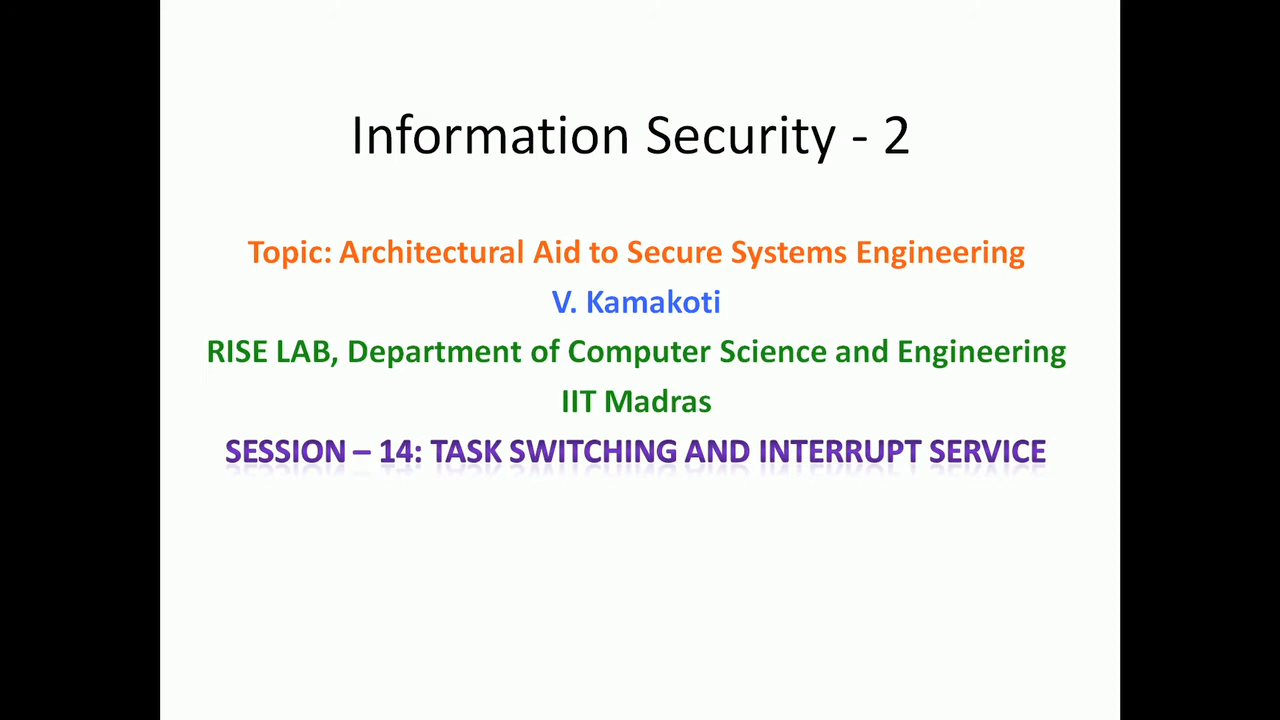 Information Security - 2
Topic: Architectural Aid to Secure Systems Engineering
V. Kamakoti
RISE LAB, Department of Computer Science and Engineering
IIT Madras
SESSION – 14: TASK SWITCHING AND INTERRUPT SERVICE